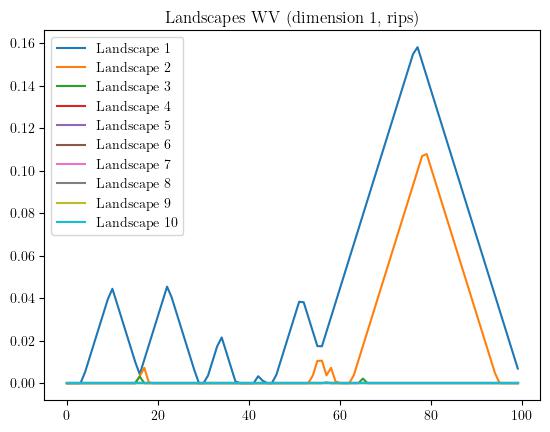 Landscapes WV (dimension 1, rips)
0.16
0.14
0.12
0.10
0.08
0.06
0.04
0.02
0.00
Landscape 1
Landscape 2
Landscape 3
Landscape 4
Landscape 5
Landscape 6
Landscape 7
Landscape 8
Landscape 9
Landscape 10
0 20 40 60 80 100